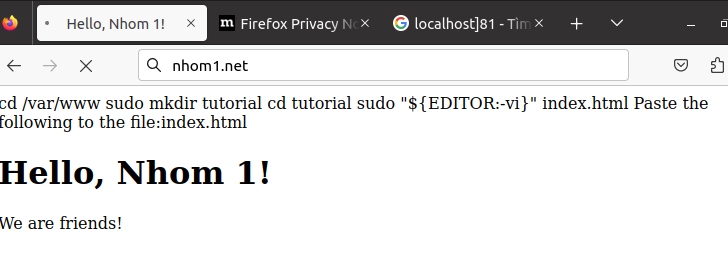 Hello, Nhom 1!
Firefox Privacy No
localhost]81 - Tìm
nhom1.net
cd /var/www sudo mkdir tutorial cd tutorial sudo "${EDITOR:-vi}" index.html Paste the
following to the file:index.html
Hello, Nhom 1!
We are friends!